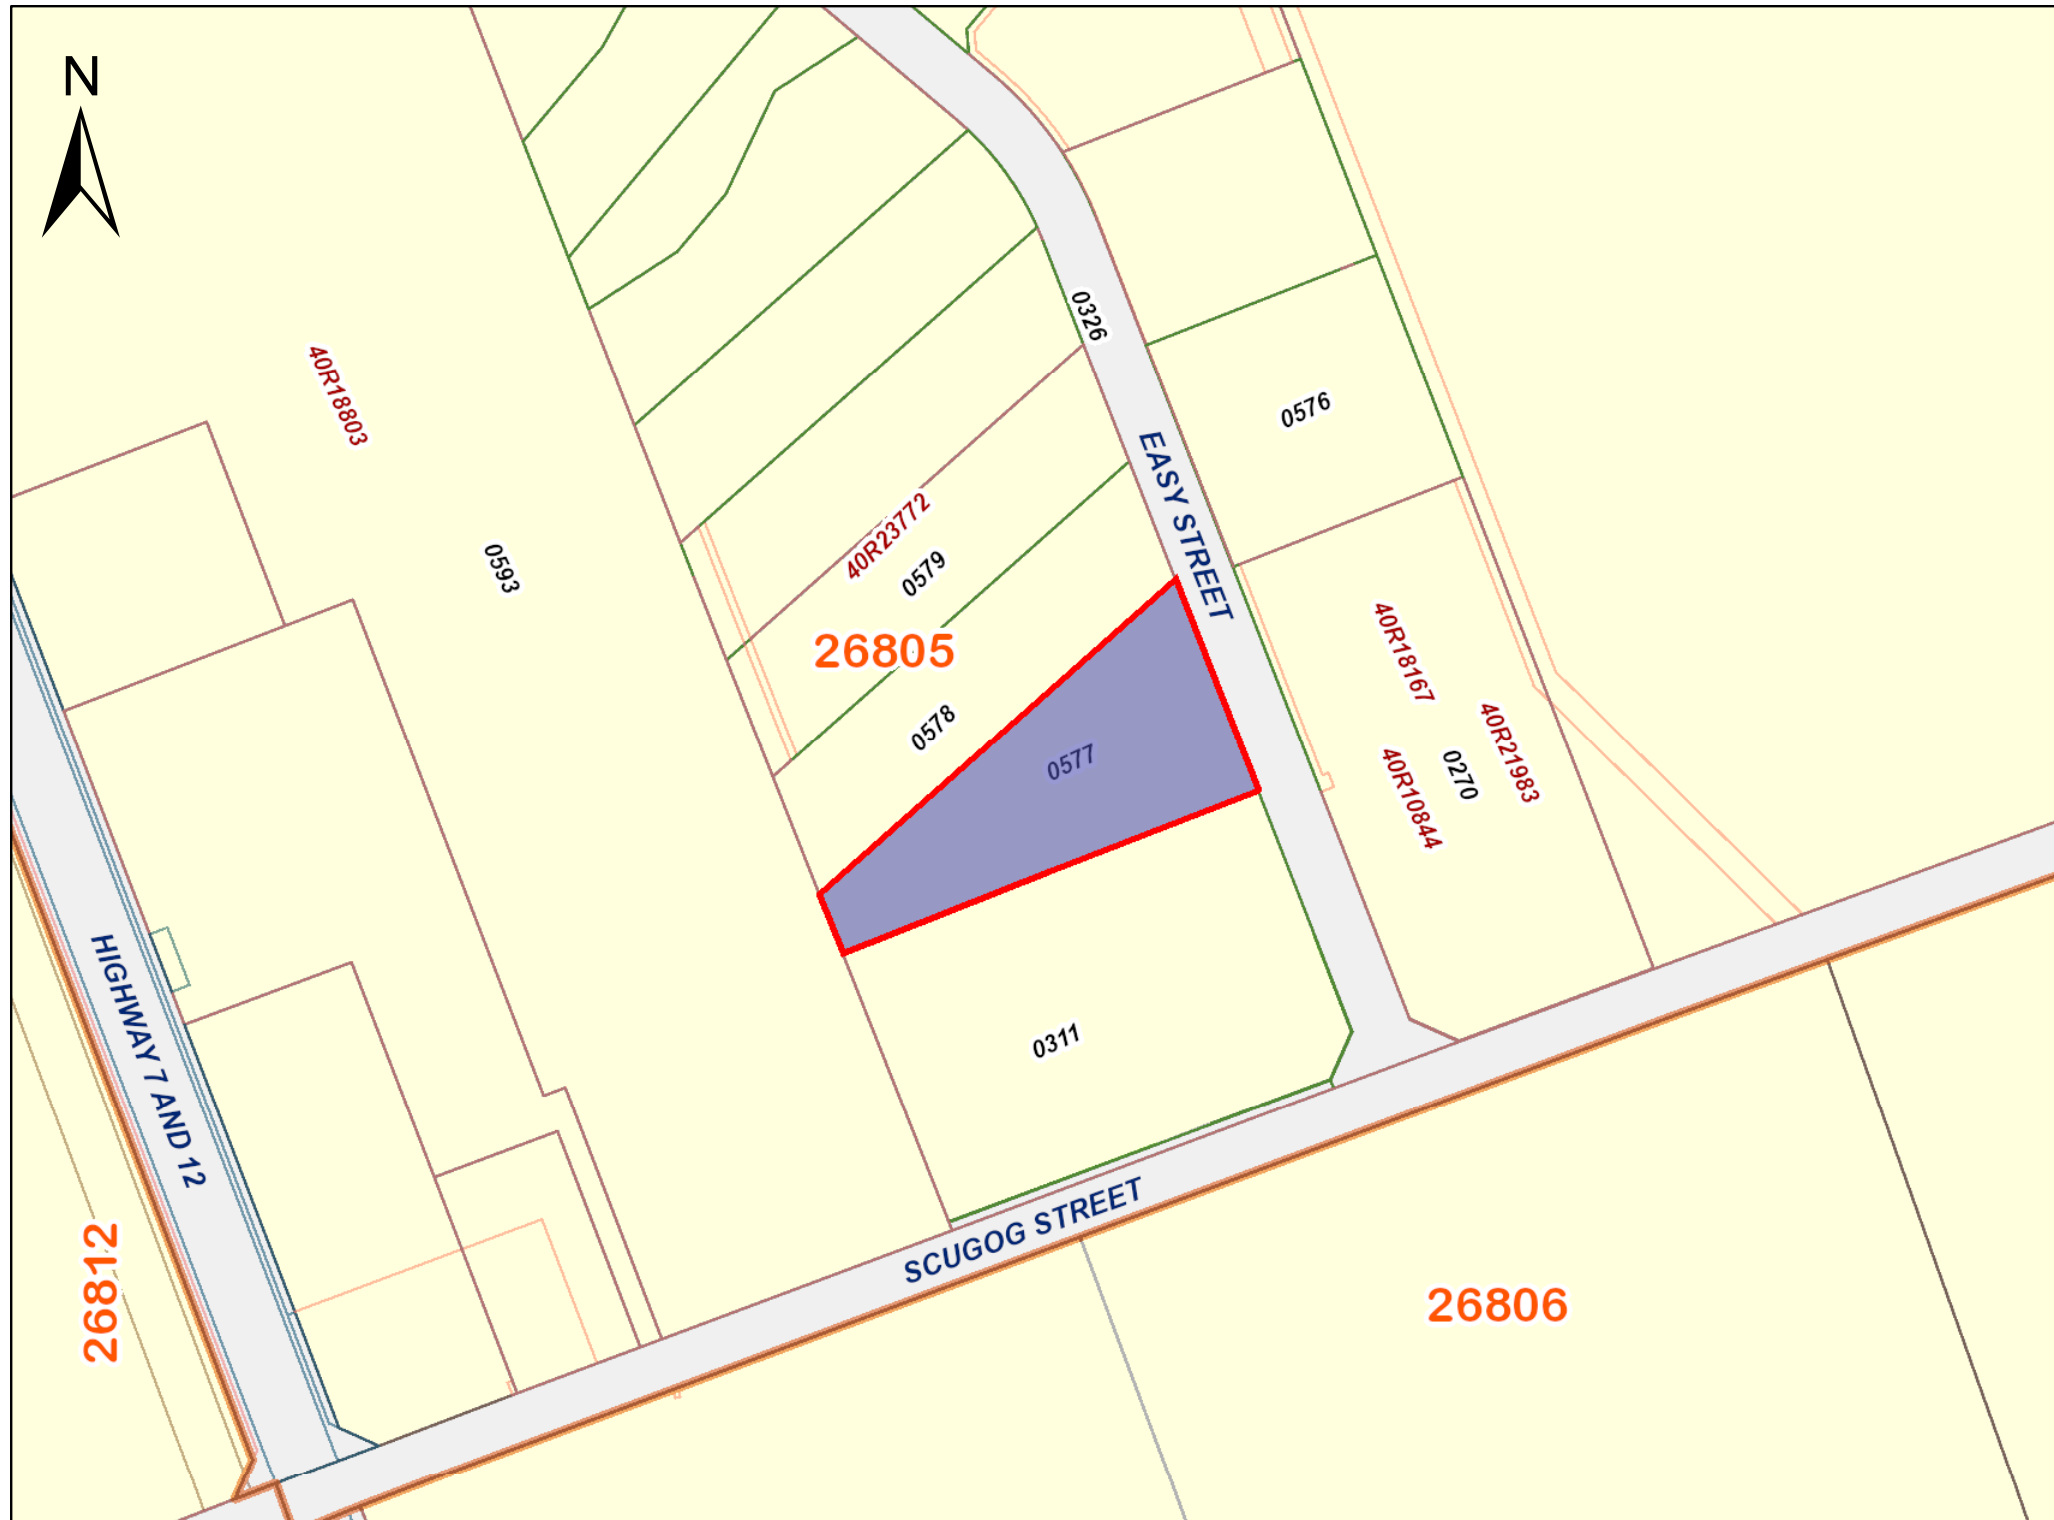 N
0326
40R18803
0576
EASY STREET
40R23772
0593
0579
26805
40R18167
0578
0577
40R21983
0270
40R10844
0311
HIGHWAY 7 AND 12
SCUGOG STREET
26812
26806